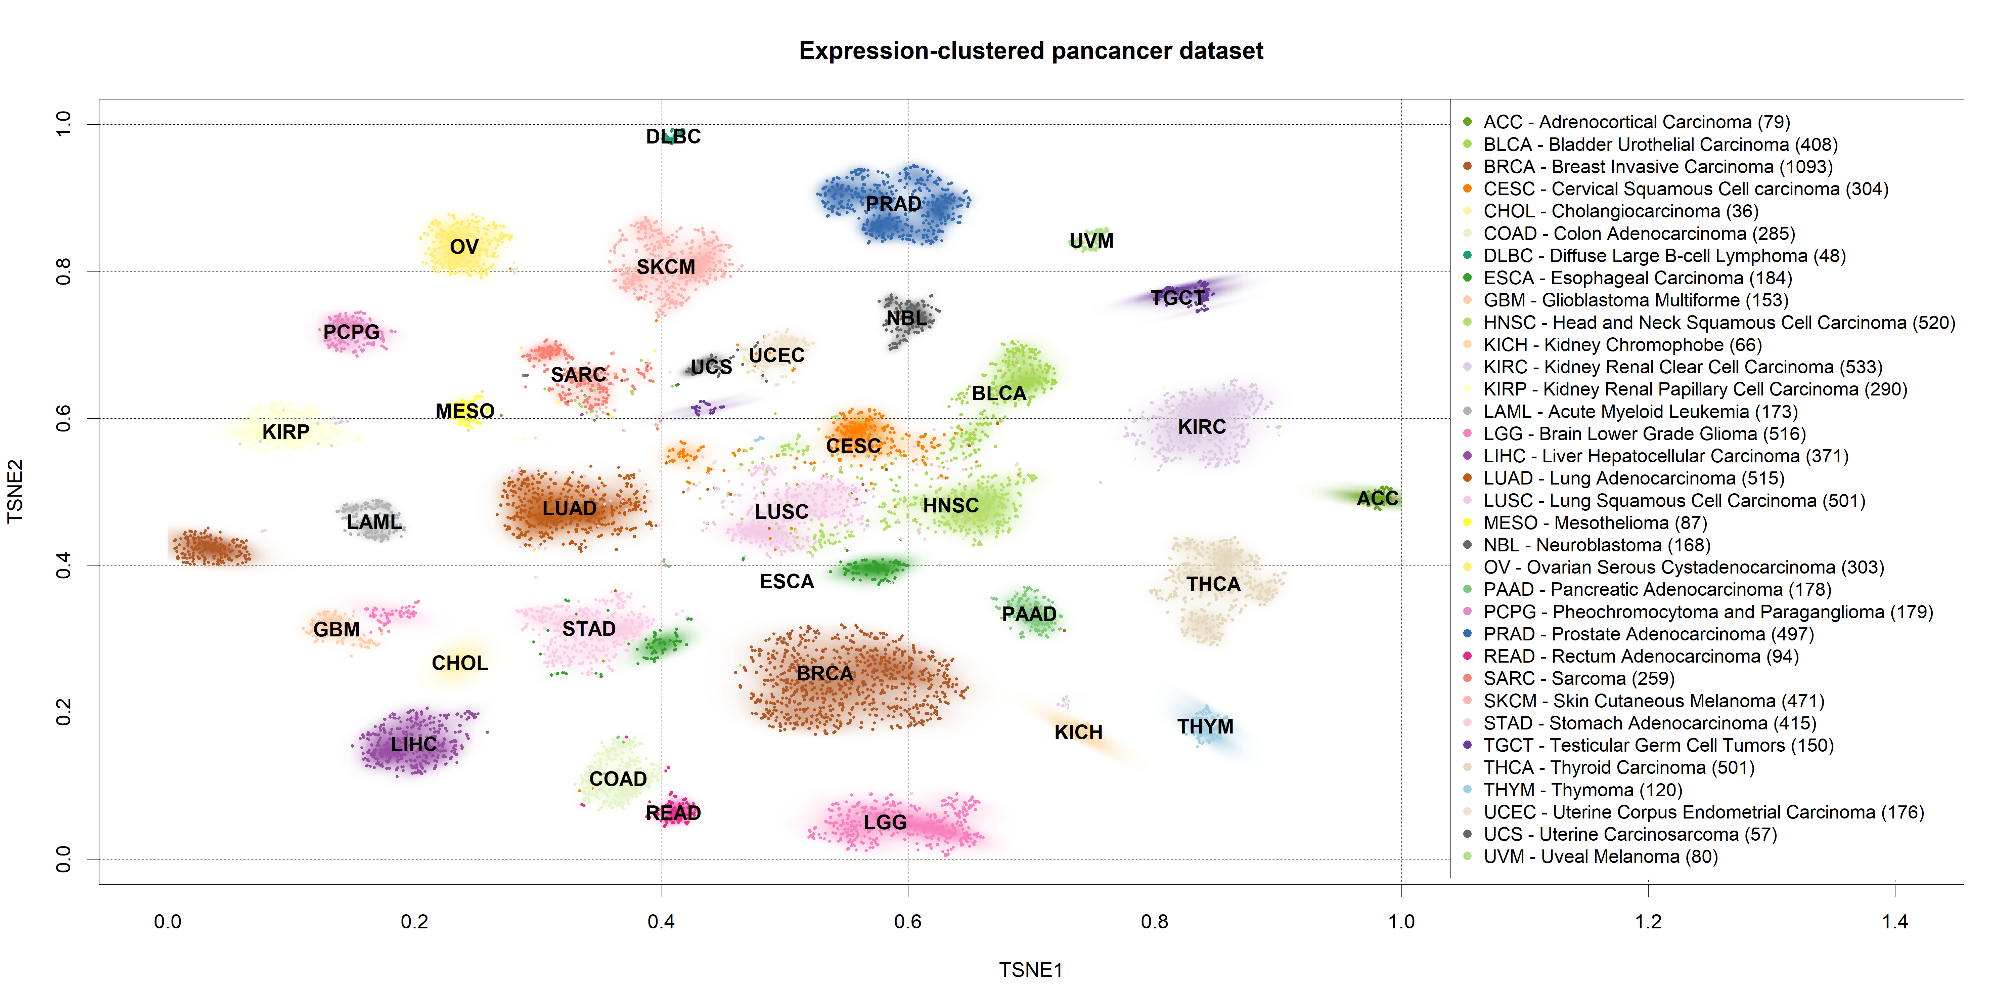 Expression-clustered pancancer dataset
TSNE2
1.0
0.8
0.6
0.4
0.2
0.0
DLBC
PRAD
OV
UVM
SKCM
TGCT
NBL
PCPG
UCEC
UCS
SARC
BLCA
MESO
KIRC
KIRP
CESC
ACC
HNSC
LUAD
LUSC
LAML
ESCA
THCA
PAAD
GBM
STAD
CHOL
BRCA
THYM
KICH
LIHC
COAD
READ
LGG
ACC - Adrenocortical Carcinoma (79)
BLCA - Bladder Urothelial Carcinoma (408)
BRCA - Breast Invasive Carcinoma (1093)
CESC - Cervical Squamous Cell carcinoma (304)
CHOL - Cholangiocarcinoma (36)
COAD - Colon Adenocarcinoma (285)
DLBC - Diffuse Large B-cell Lymphoma (48)
ESCA - Esophageal Carcinoma (184)
GBM - Glioblastoma Multiforme (153)
HNSC - Head and Neck Squamous Cell Carcinoma (520)
KICH - Kidney Chromophobe (66)
KIRC - Kidney Renal Clear Cell Carcinoma (533)
KIRP - Kidney Renal Papillary Cell Carcinoma (290)
LAML - Acute Myeloid Leukemia (173)
LGG - Brain Lower Grade Glioma (516)
LIHC - Liver Hepatocellular Carcinoma (371)
LUAD - Lung Adenocarcinoma (515)
LUSC - Lung Squamous Cell Carcinoma (501)
MESO - Mesothelioma (87)
NBL - Neuroblastoma (168)
OV - Ovarian Serous Cystadenocarcinoma (303)
PAAD - Pancreatic Adenocarcinoma (178)
PCPG - Pheochromocytoma and Paraganglioma (179)
PRAD - Prostate Adenocarcinoma (497)
READ - Rectum Adenocarcinoma (94)
SARC - Sarcoma (259)
SKCM - Skin Cutaneous Melanoma (471)
STAD - Stomach Adenocarcinoma (415)
TGCT - Testicular Germ Cell Tumors (150)
THCA - Thyroid Carcinoma (501)
THYM - Thymoma (120)
UCEC - Uterine Corpus Endometrial Carcinoma (176)
UCS - Uterine Carcinosarcoma (57)
UVM - Uveal Melanoma (80)
0.0 0.2 0.4 0.6 0.8 1.0 1.2 1.4
TSNE1